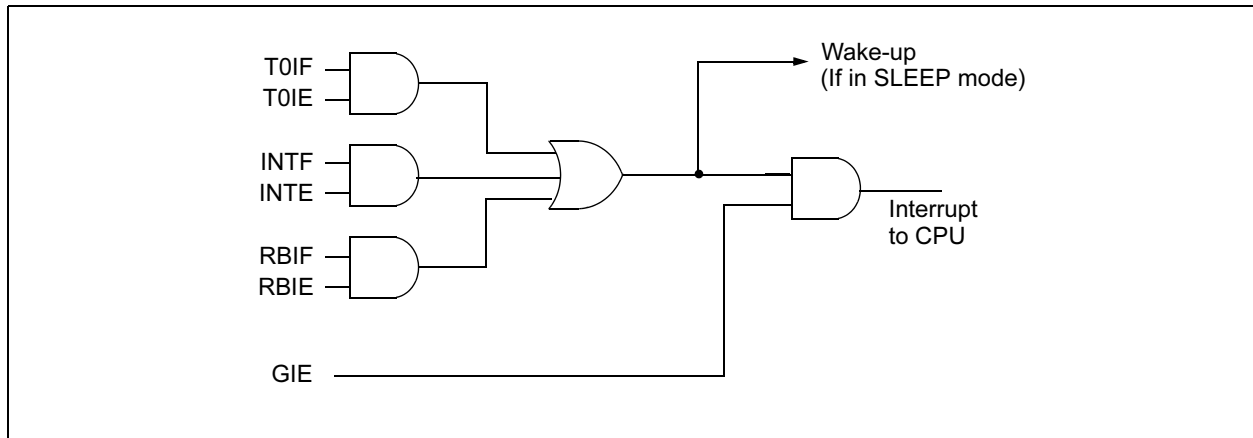 T0IF
T0IE
INTF
INTE
RBIF
RBIE
GIE
Wake-up
(If in SLEEP mode)
Interrupt
to CPU